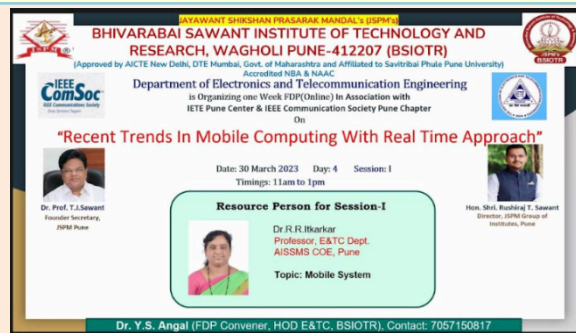 JAYAWANT SHIKSHAN PRASARAK MANDAL's (JSPM's)
BHIVARABAI SAWANT INSTITUTE OF TECHNOLOGY AND
RESEARCH, WAGHOLI PUNE-412207 (BSIOTR)
(Approved by AICTE New Delhi, DTE Mumbai, Govt. of Maharashtra and Affiliated to Savitribai Phule Pune University)
Accredited NBA & NAAC
BSIOTR
IEEE
ComSoc
IEEE Communications Society
Department of Electronics and Telecommunication Engineering
is Organizing one Week FDP(Online) In Association with
IETE Pune Center & IEEE Communication Society Pune Chapter
On
"Recent Trends In Mobile Computing With Real Time Approach"
Date: 30 March 2023 Day: 4 Session: I
Timings: 11am to 1pm
Dr. Prof. T.J.Sawant
Founder Secretary,
JSPM Pune
Resource Person for Session-I
Dr.R.R.Itkarkar
Professor, E&TC Dept.
AISSMS COE, Pune
Topic: Mobile System
Hon. Shri. Rushiraj T. Sawant
Director, JSPM Group of
Institutes, Pune
Dr. Y.S. Angal (FDP Convener, HOD E&TC, BSIOTR), Contact: 7057150817